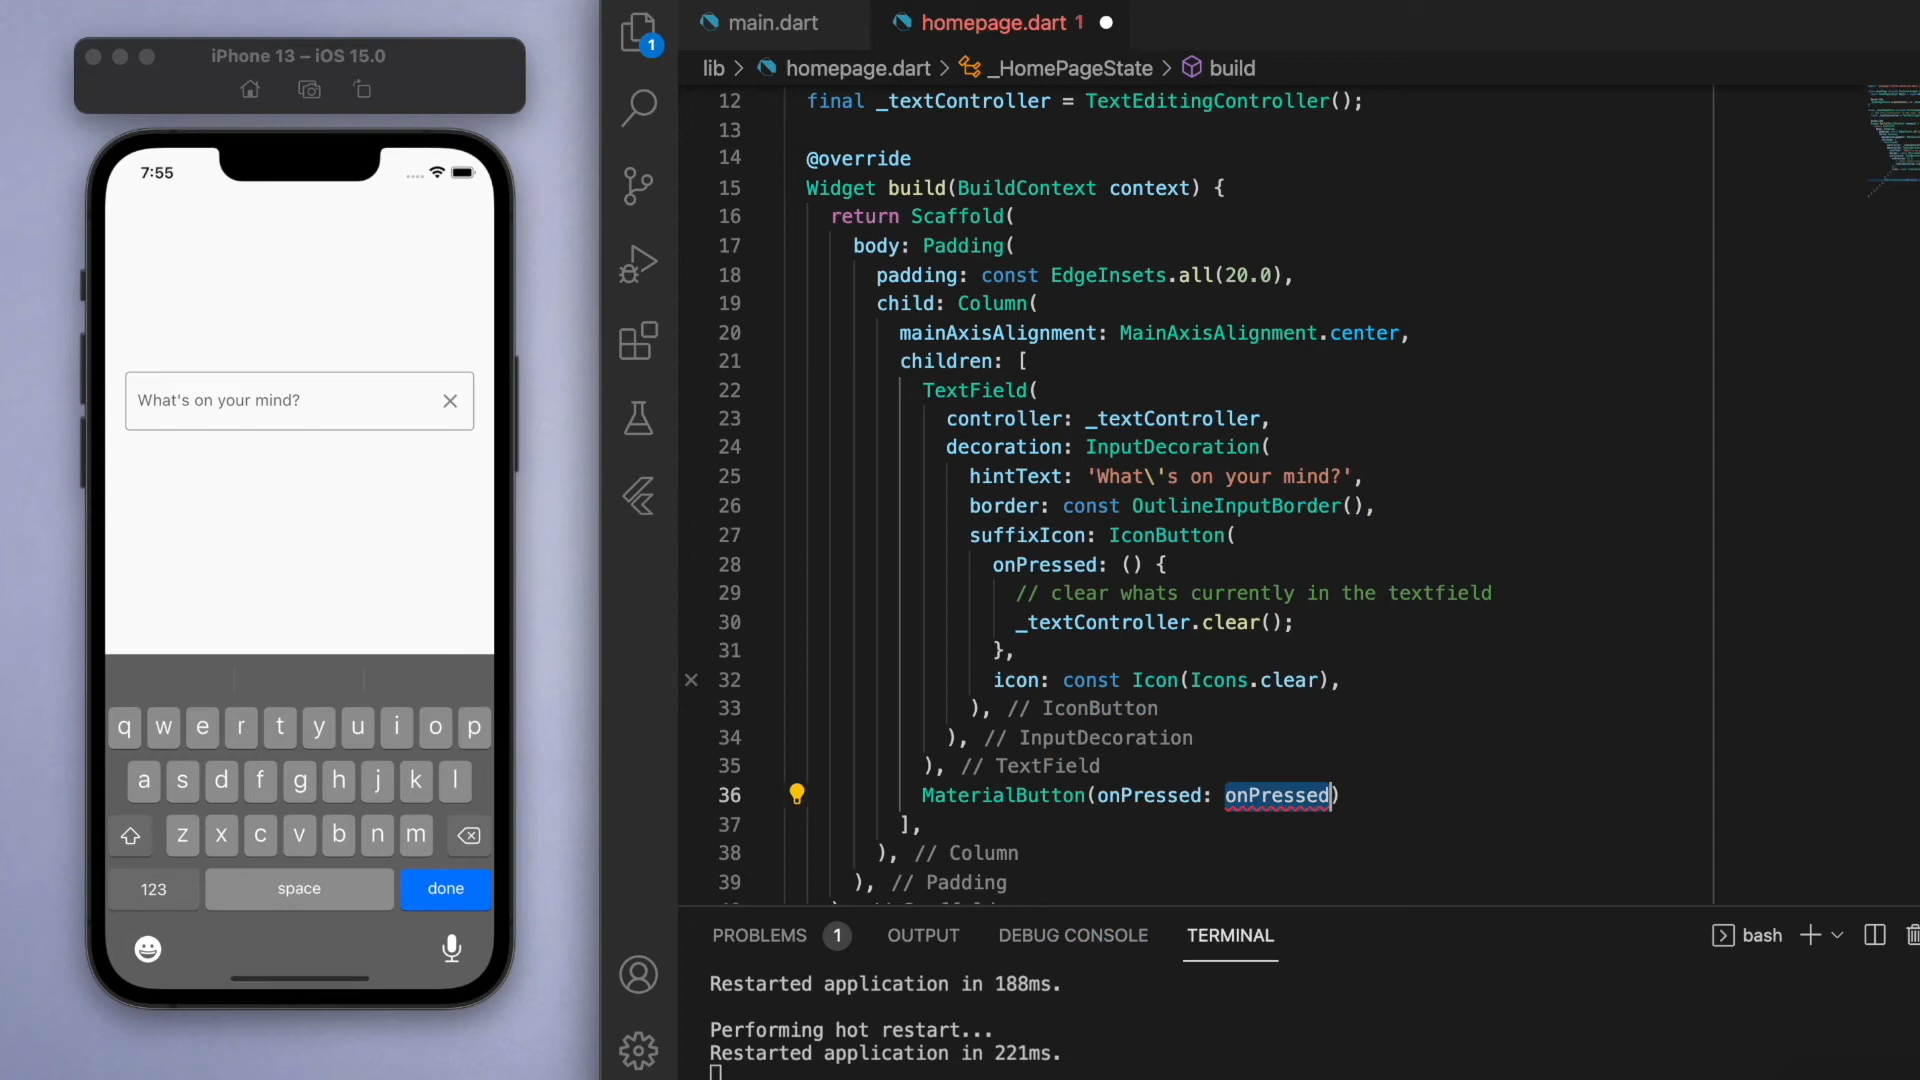 iPhone 13 – iOS 15.0
7:55
What's on your mind?
q w e r t y u i o p
a s d f g h j k l
z x c v b n m
123 space done
1
main.dart
homepage.dart 1
lib > homepage.dart > _HomePageState > build
12 final _textController = TextEditingController();
13
14 @override
15 Widget build(BuildContext context) {
16 return Scaffold(
17 body: Padding(
18 padding: const EdgeInsets.all(20.0),
19 child: Column(
20 mainAxisAlignment: MainAxisAlignment.center,
21 children: [
22 TextField(
23 controller: _textController,
24 decoration: InputDecoration(
25 hintText: 'What\'s on your mind?',
26 border: const OutlineInputBorder(),
27 suffixIcon: IconButton(
28 onPressed: () {
29 // clear whats currently in the textfield
30 _textController.clear();
31 },
32 icon: const Icon(Icons.clear),
33 ), // IconButton
34 ), // InputDecoration
35 ), // TextField
36 MaterialButton(onPressed: onPressed)
37 ],
38 ), // Column
39 ), // Padding
PROBLEMS 1 OUTPUT DEBUG CONSOLE TERMINAL
bash
Restarted application in 188ms.
Performing hot restart...
Restarted application in 221ms.